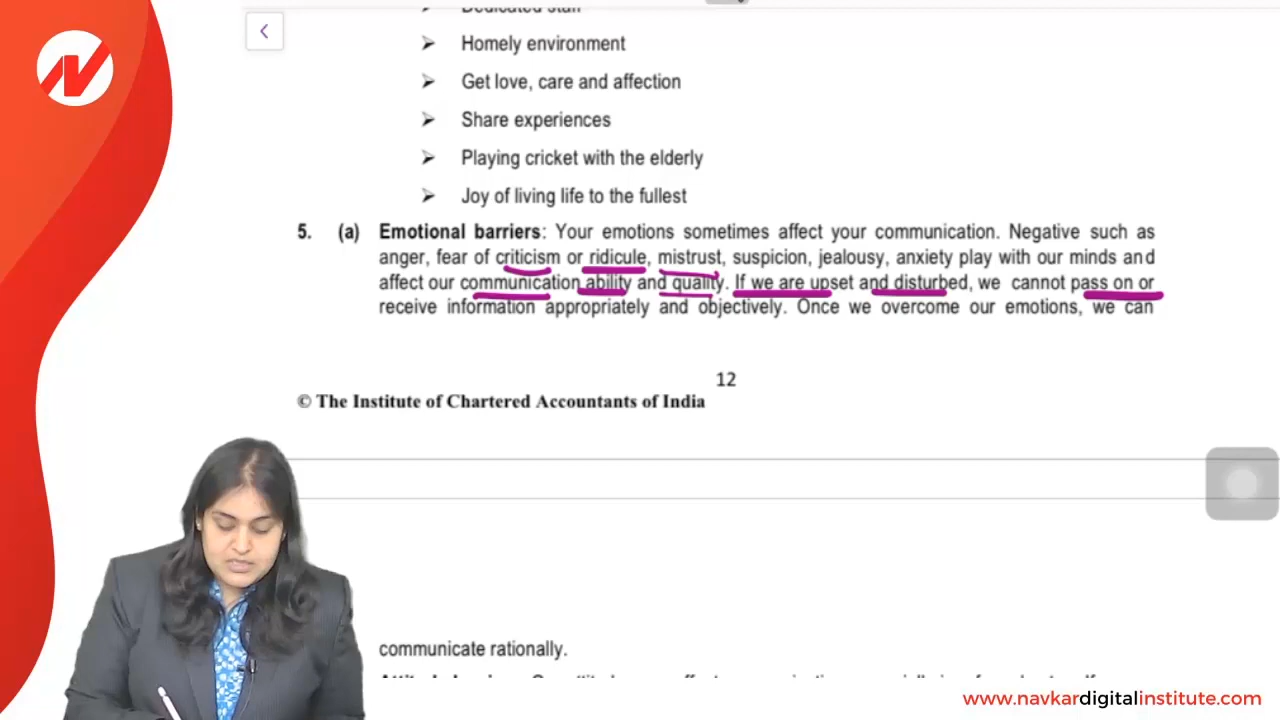 Dedicated staff
➤ Homely environment
➤ Get love, care and affection
➤ Share experiences
➤ Playing cricket with the elderly
➤ Joy of living life to the fullest
5. (a) Emotional barriers: Your emotions sometimes affect your communication. Negative such as
anger, fear of criticism or ridicule, mistrust, suspicion, jealousy, anxiety play with our minds and
affect our communication ability and quality. If we are upset and disturbed, we cannot pass on or
receive information appropriately and objectively. Once we overcome our emotions, we can
12
© The Institute of Chartered Accountants of India
communicate rationally.
www.navkardigitalinstitute.com